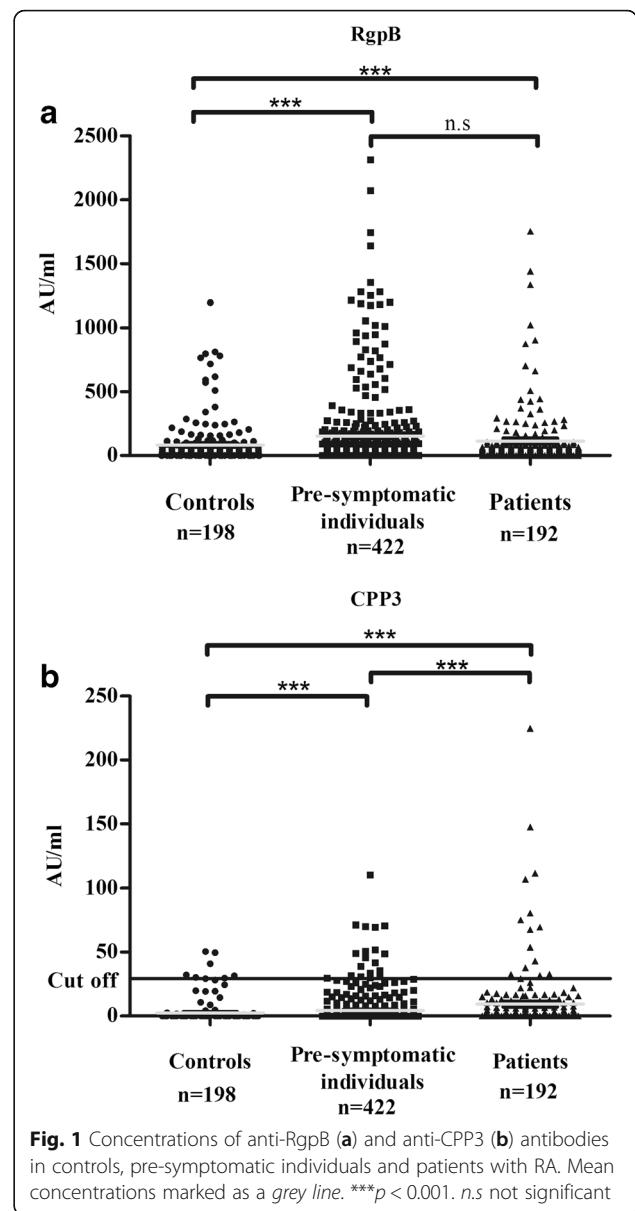 RgpB
***
***
n.s
a
2500
2000
1500
1000
500
0
AU/ml
Controls
n=198
Pre-symptomatic
individuals
n=422
Patients
n=192
CPP3
***
***
***
b
250
200
150
100
50
Cut off
0
AU/ml
Controls
n=198
Pre-symptomatic
individuals
n=422
Patients
n=192
Fig. 1 Concentrations of anti-RgpB (a) and anti-CPP3 (b) antibodies
in controls, pre-symptomatic individuals and patients with RA. Mean
concentrations marked as a grey line. ***p < 0.001. n.s not significant